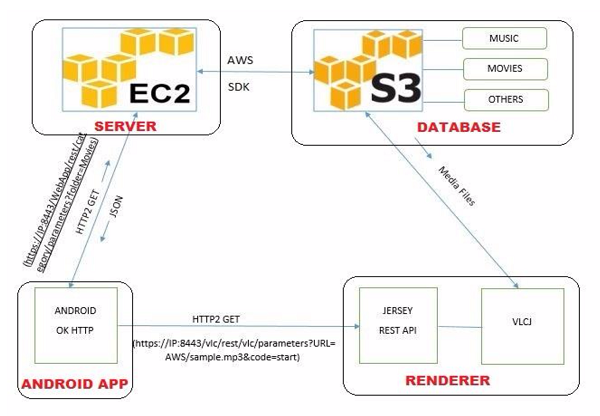 EC2
SERVER
AWS
SDK
S3
MUSIC
MOVIES
OTHERS
DATABASE
(https://IP:8443/WebApp/rest/cat
egory/parameters?folder=Movies)
HTTP2 GET
JSON
Media Files
ANDROID
OK HTTP
ANDROID APP
HTTP2 GET
(https://IP:8443/vlc/rest/vlc/parameters?URL=
AWS/sample.mp3&code=start)
JERSEY
REST API
VLCJ
RENDERER